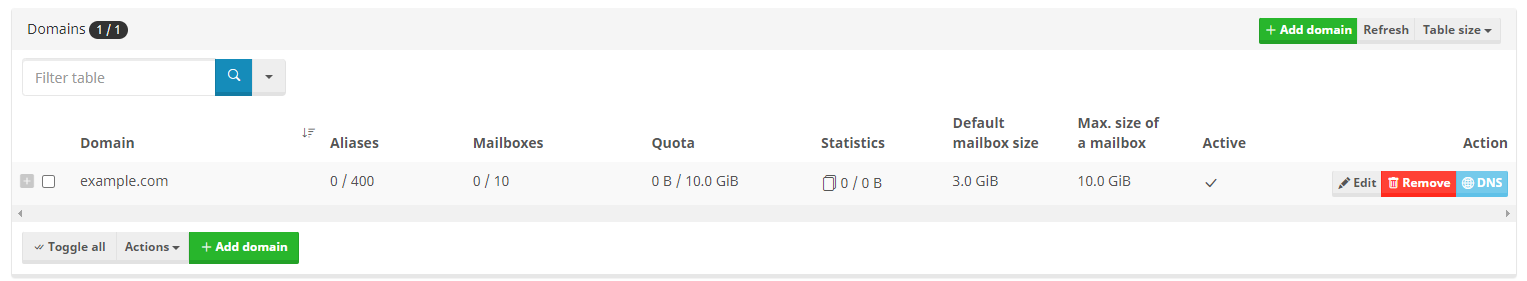 Domains 1 / 1
+ Add domain Refresh Table size
Filter table
Domain Aliases Mailboxes Quota Statistics Default mailbox size Max. size of a mailbox Active Action
example.com 0 / 400 0 / 10 0 B / 10.0 GiB 0 / 0 B 3.0 GiB 10.0 GiB Edit Remove DNS
Toggle all Actions + Add domain